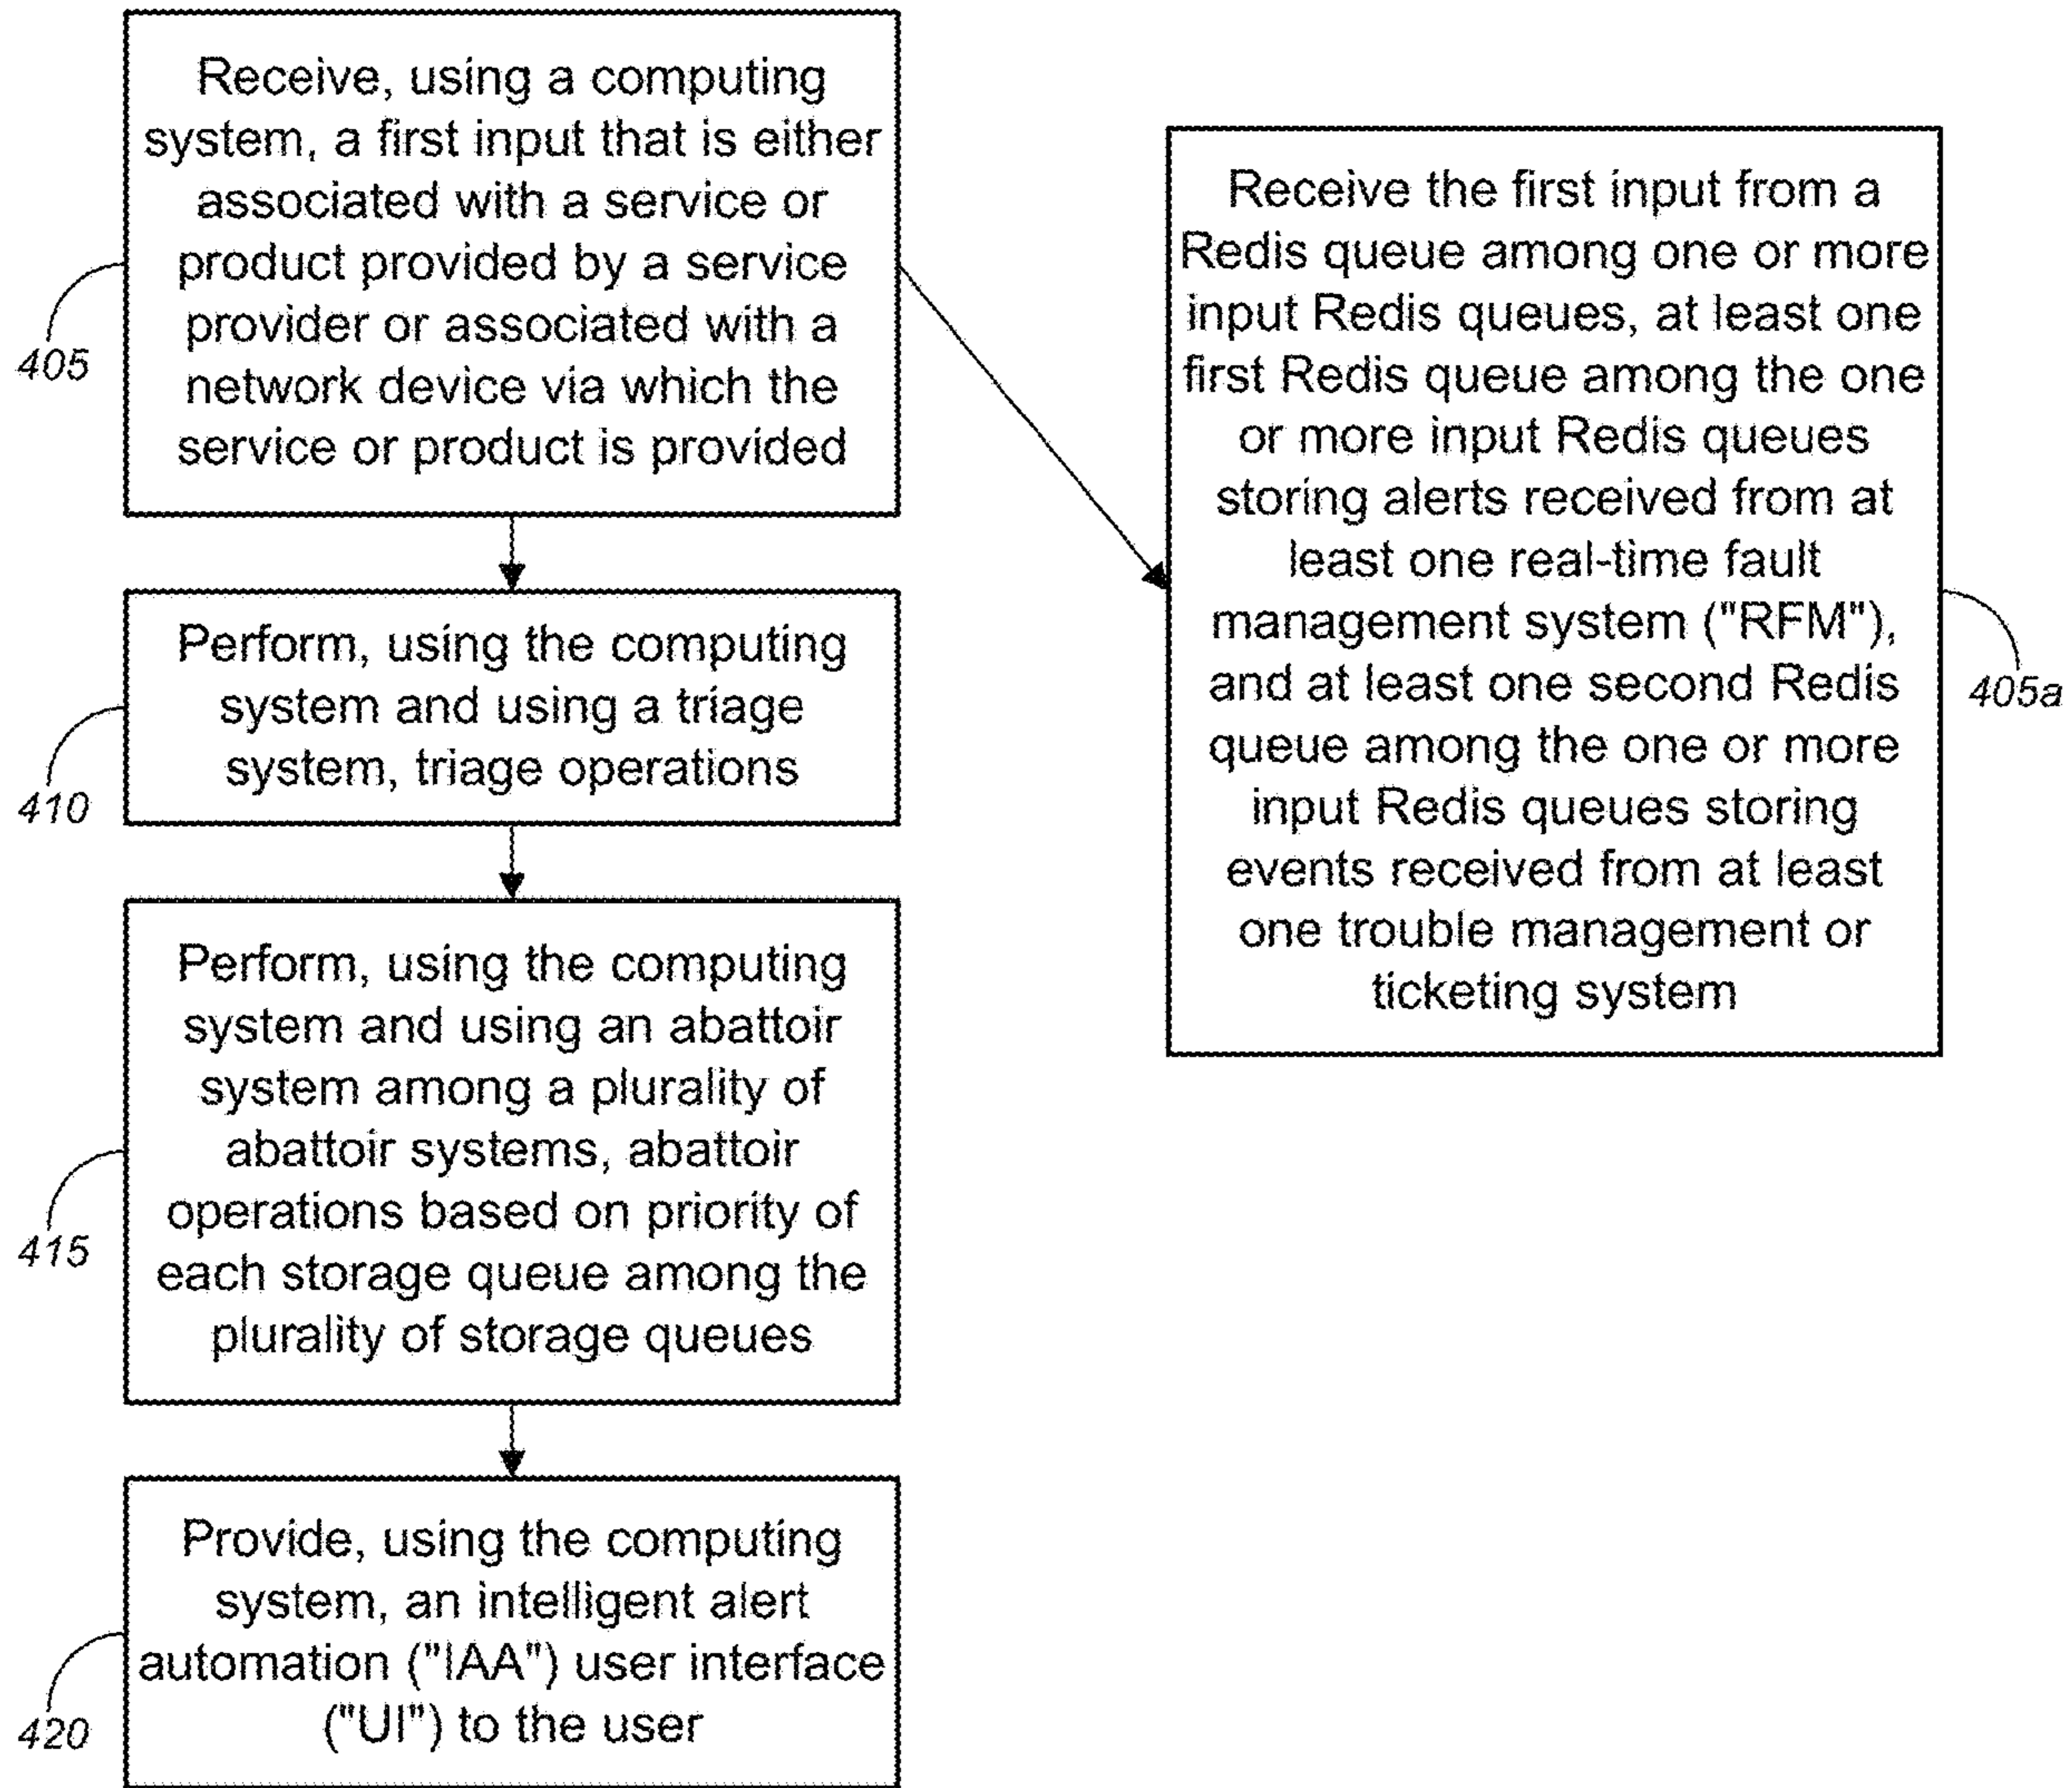 Receive, using a computing
system, a first input that is either
associated with a service or
product provided by a service
provider or associated with a
network device via which the
service or product is provided
405
Receive the first input from a
Redis queue among one or more
input Redis queues, at least one
first Redis queue among the one
or more input Redis queues
storing alerts received from at
least one real-time fault
management system ("RFM"),
and at least one second Redis
queue among the one or more
input Redis queues storing
events received from at least
one trouble management or
ticketing system
405a
Perform, using the computing
system and using a triage
system, triage operations
410
Perform, using the computing
system and using an abattoir
system among a plurality of
abattoir systems, abattoir
operations based on priority of
each storage queue among the
plurality of storage queues
415
Provide, using the computing
system, an intelligent alert
automation ("IAA") user interface
("UI") to the user
420